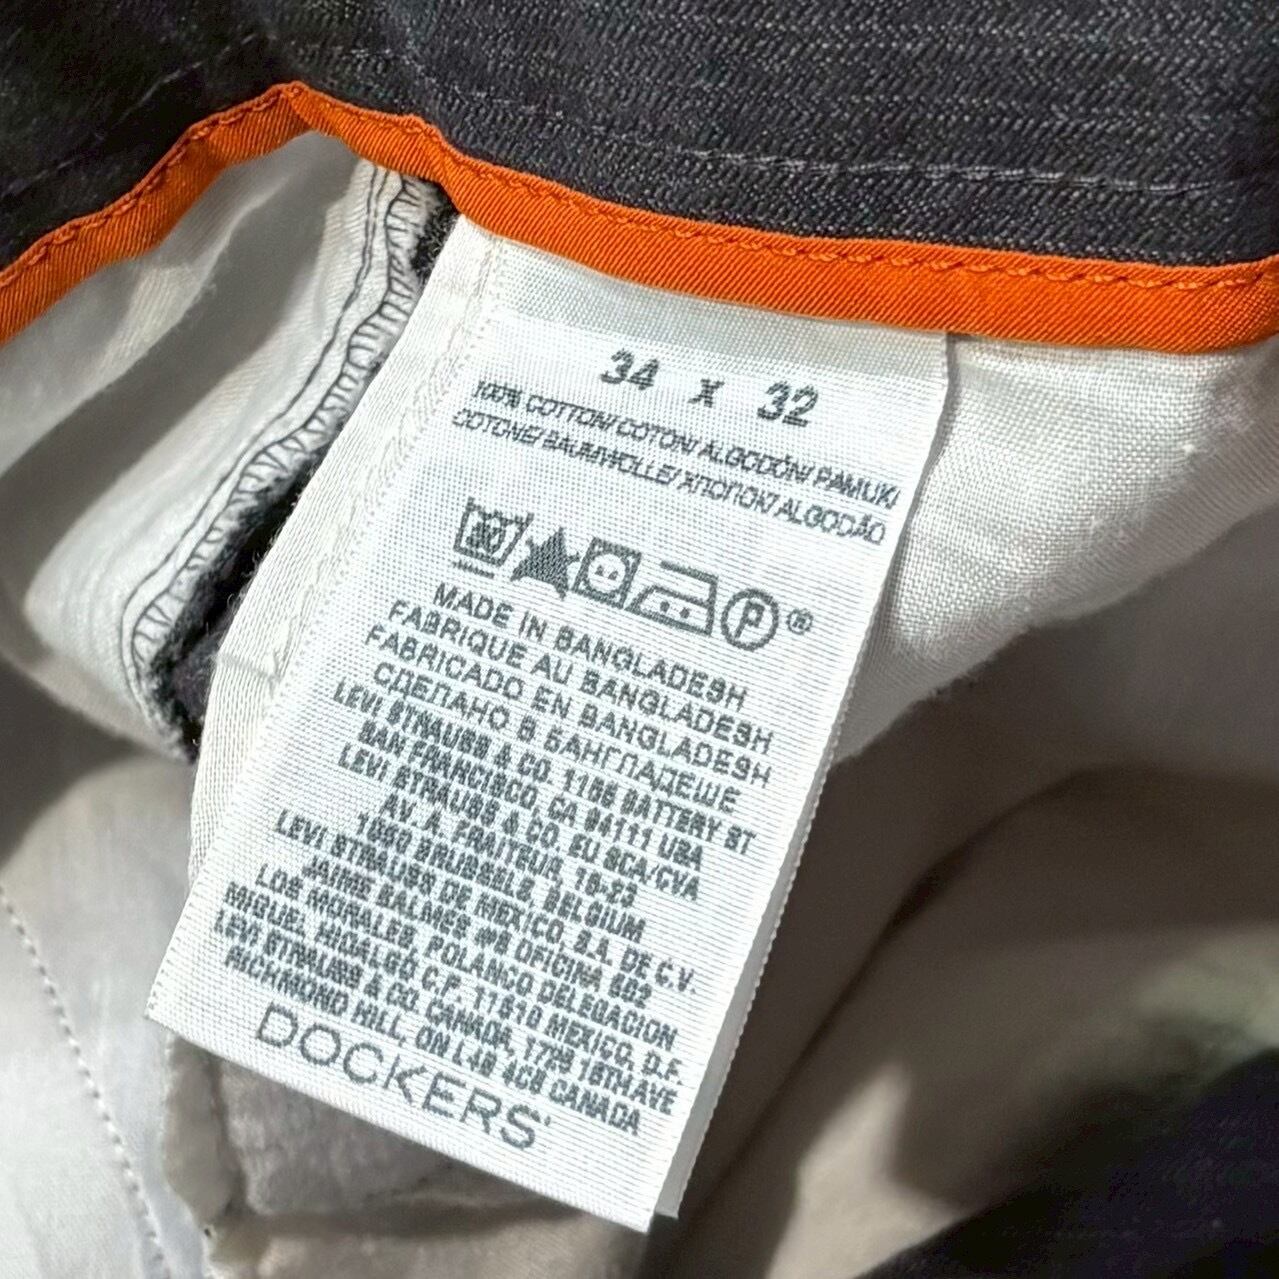 34 x 32
100% COTTON/ COTON/ ALGODÓN/ PAMUK/
COTONE/ BAUMWOLLE/ ХЛОПОК/ ALGODÃO
P ®
MADE IN BANGLADESH
FABRIQUE AU BANGLADESH
FABRICADO EN BANGLADESH
СДЕЛАНО В БАНГЛАДЕШЕ
LEVI STRAUSS & CO. 1155 BATTERY ST
SAN FRANCISCO, CA 94111 USA
LEVI STRAUSS & CO. EU SCA/CVA
AV. A. FRAITEUR, 15-23
1050 BRUSSELS, BELGIUM
LEVI STRAUSS DE MEXICO, S.A. DE C.V.
JAIME BALMES #8 OFICINA 602
LOS MORALES, POLANCO DELEGACION
MIGUEL HIDALGO C.P. 11510 MEXICO, D.F.
LEVI STRAUSS & CO. CANADA, 1725 16TH AVE
RICHMOND HILL, ON L4B 4C6 CANADA
DOCKERS